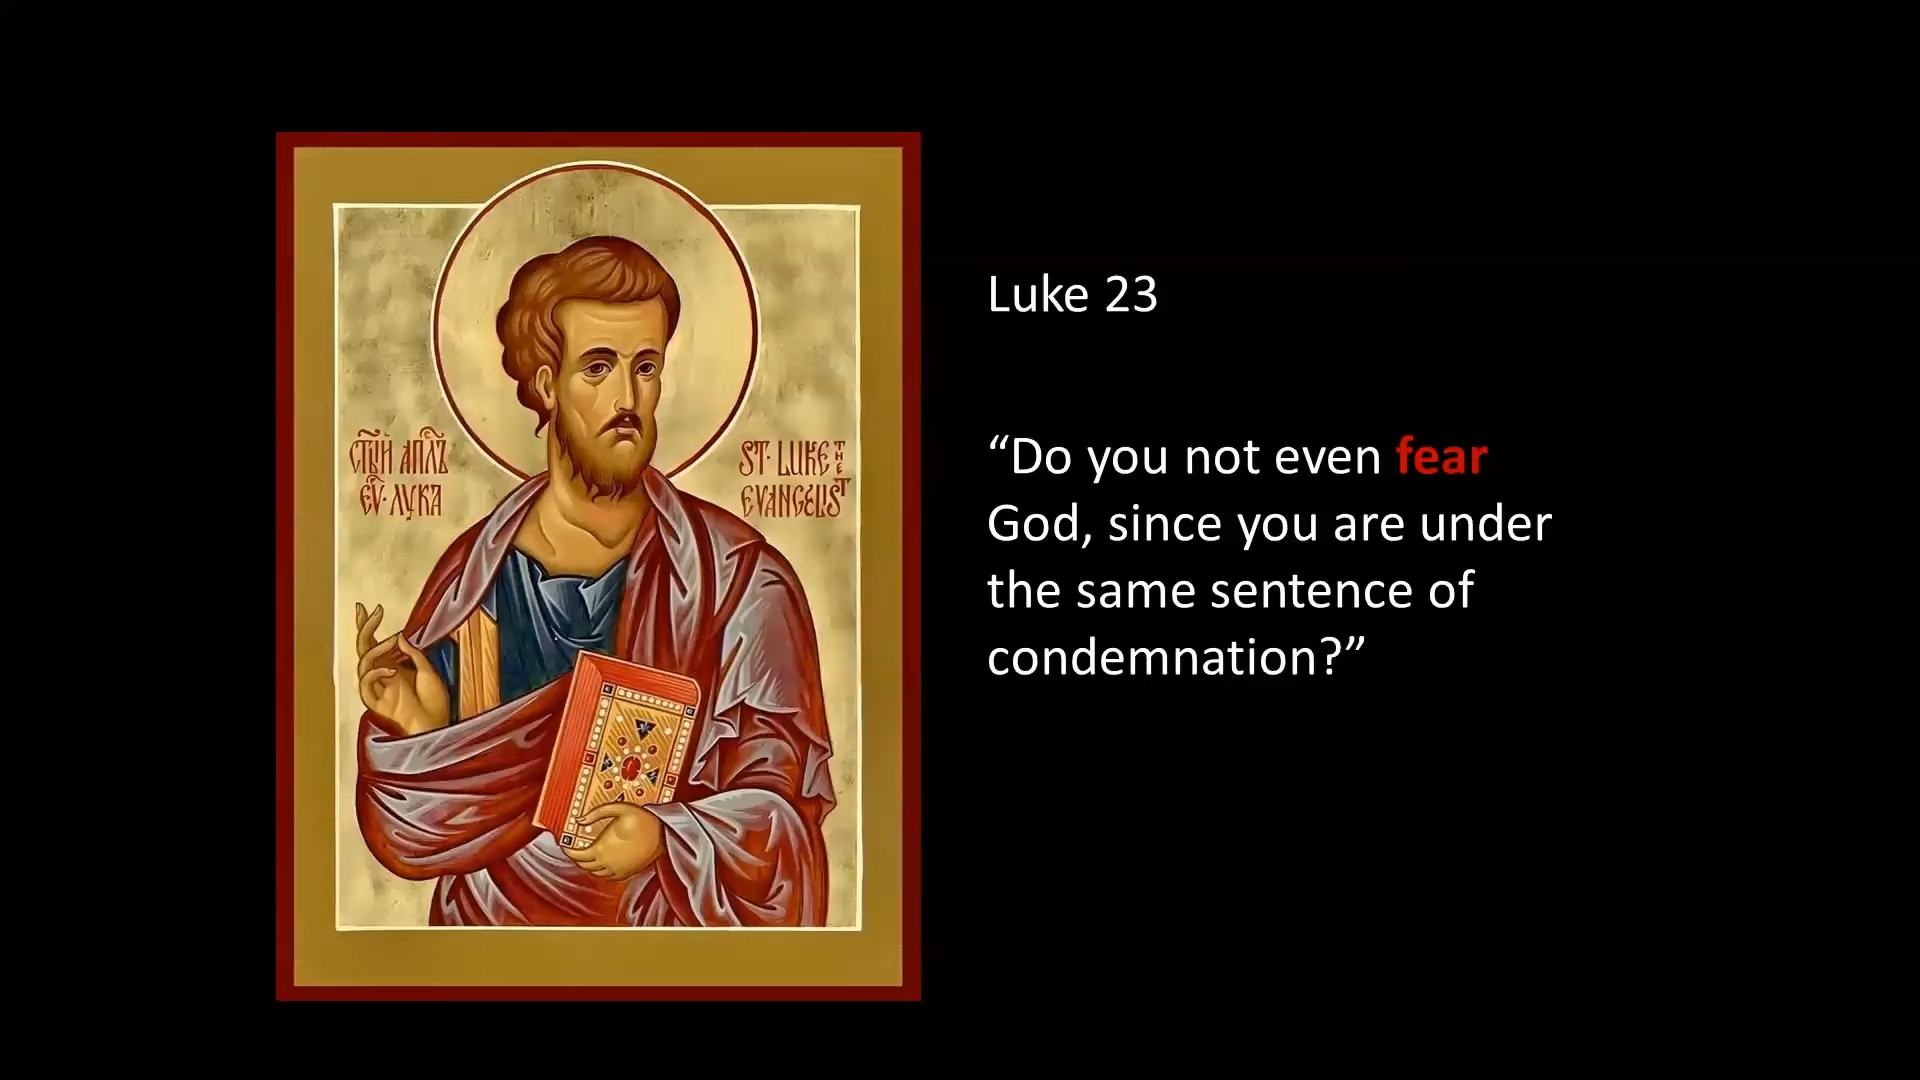 Luke 23
“Do you not even fear
God, since you are under
the same sentence of
condemnation?”
СТЫЙ АПЛЪ
ЕѴ· ЛУКА
ST· LUKE THE
EVANGELIST